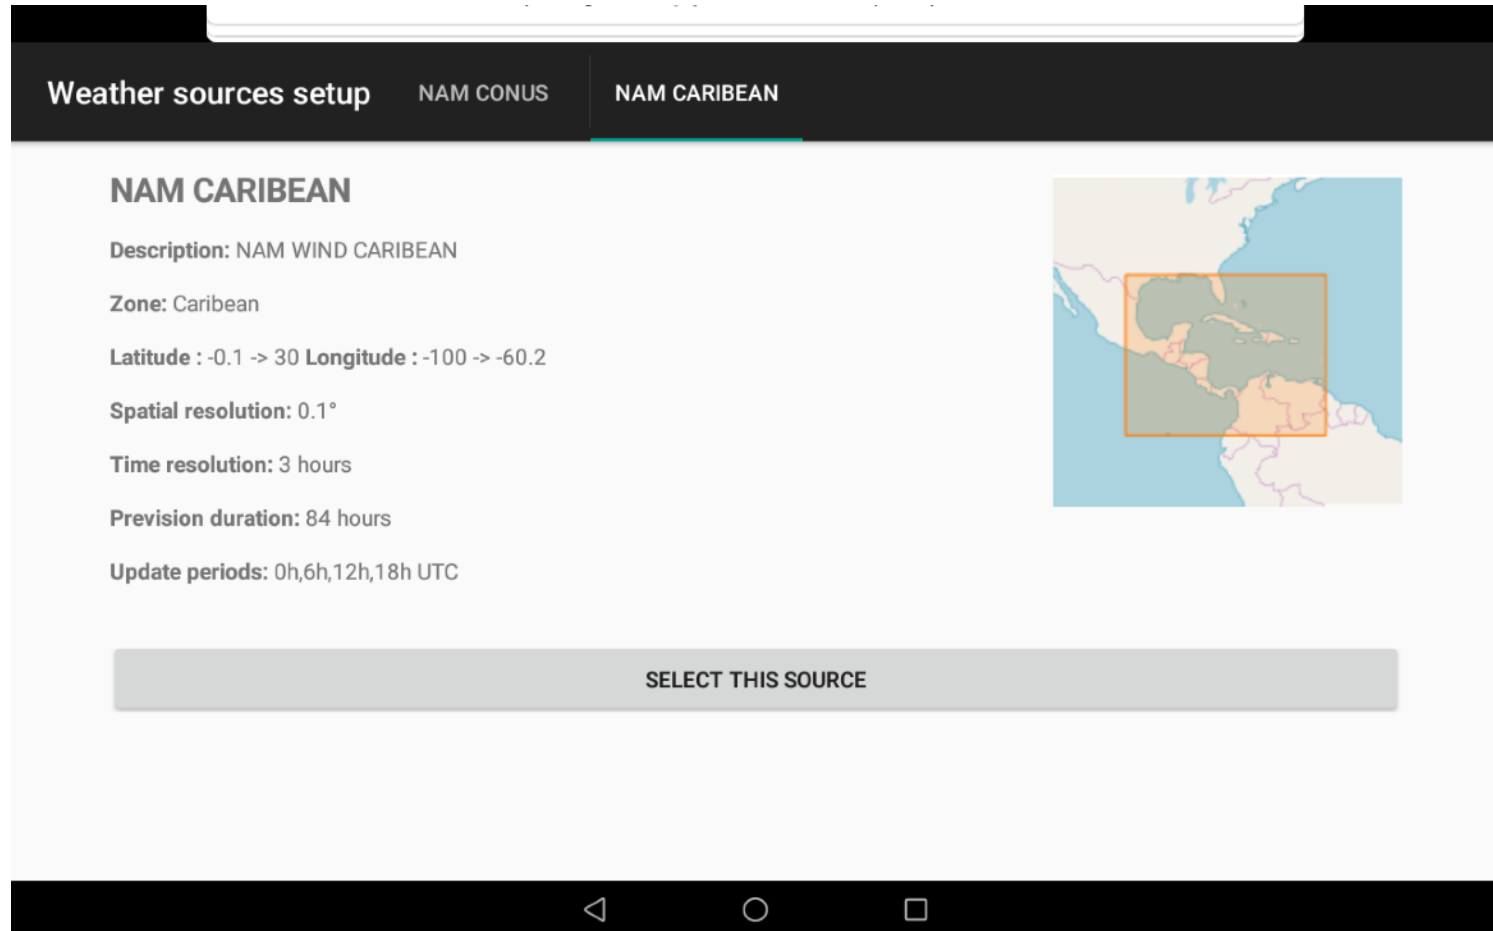 Weather sources setup NAM CONUS NAM CARIBEAN
NAM CARIBEAN
Description: NAM WIND CARIBEAN
Zone: Caribean
Latitude : -0.1 -> 30 Longitude : -100 -> -60.2
Spatial resolution: 0.1°
Time resolution: 3 hours
Prevision duration: 84 hours
Update periods: 0h,6h,12h,18h UTC
SELECT THIS SOURCE